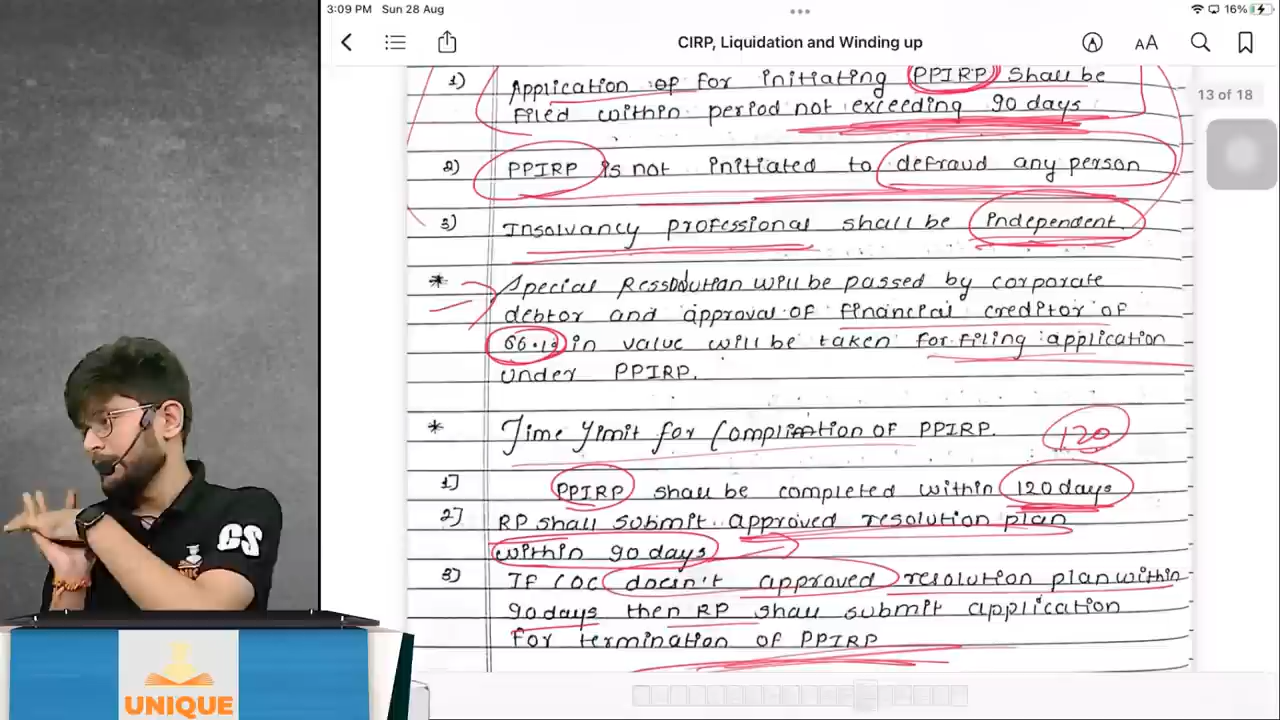 3:09 PM Sun 28 Aug
16%
CIRP, Liquidation and Winding up
AA
13 of 18
1) Application of for initiating PPIRP shall be
filed within period not exceeding 90 days
2) PPIRP is not initiated to defraud any person
3) Insolvancy professional shall be independent.
* Special Ressolution will be passed by corporate
debtor and approval of financial creditor of
in value will be taken for filing application
under PPIRP.
* Time limit for Complition of PPIRP. 120
1] PPIRP shall be completed within 120 days
2] RP shall submit approved resolution plan
within 90 days
3) If COC doesn't approved resolution plan within
90 days then RP shall submit application
for termination of PPIRP
CS
UNIQUE